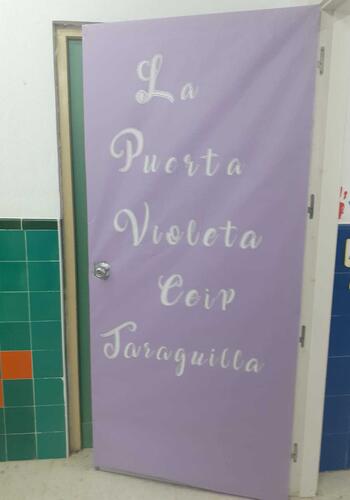 La
Puerta
Violeta
Ceip
Taraguilla